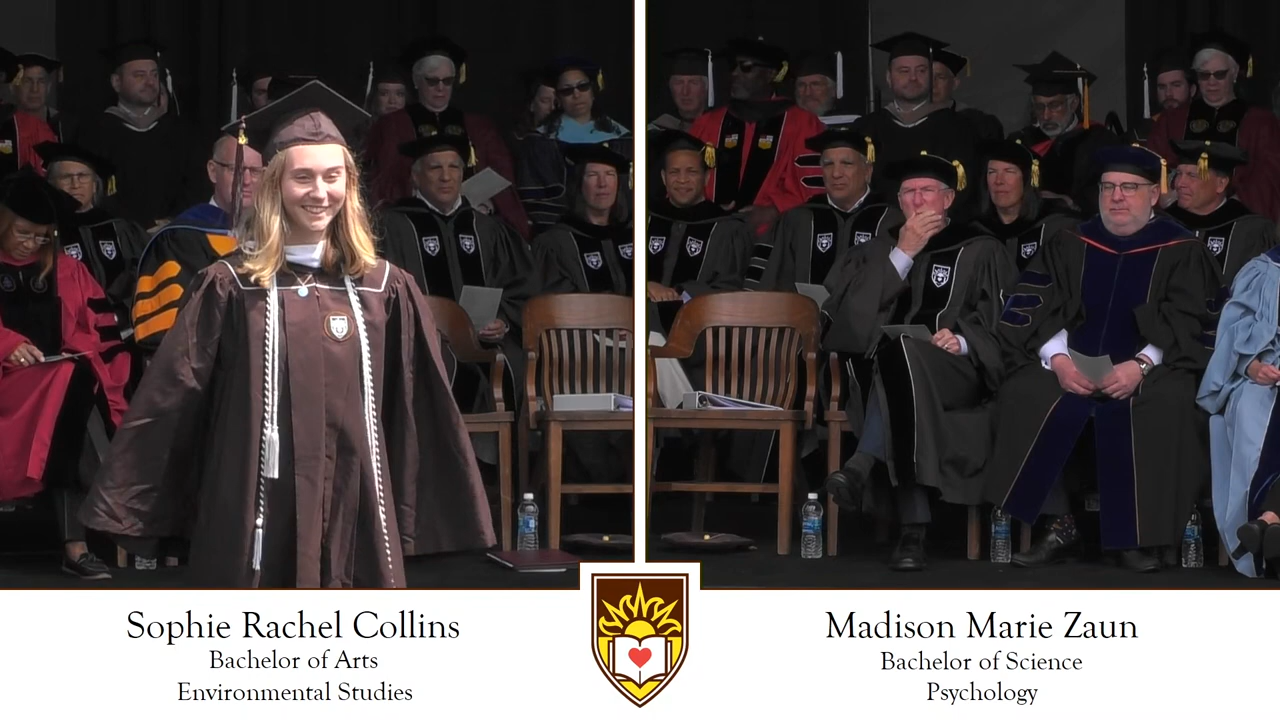 Sophie Rachel Collins
Bachelor of Arts
Environmental Studies
Madison Marie Zaun
Bachelor of Science
Psychology